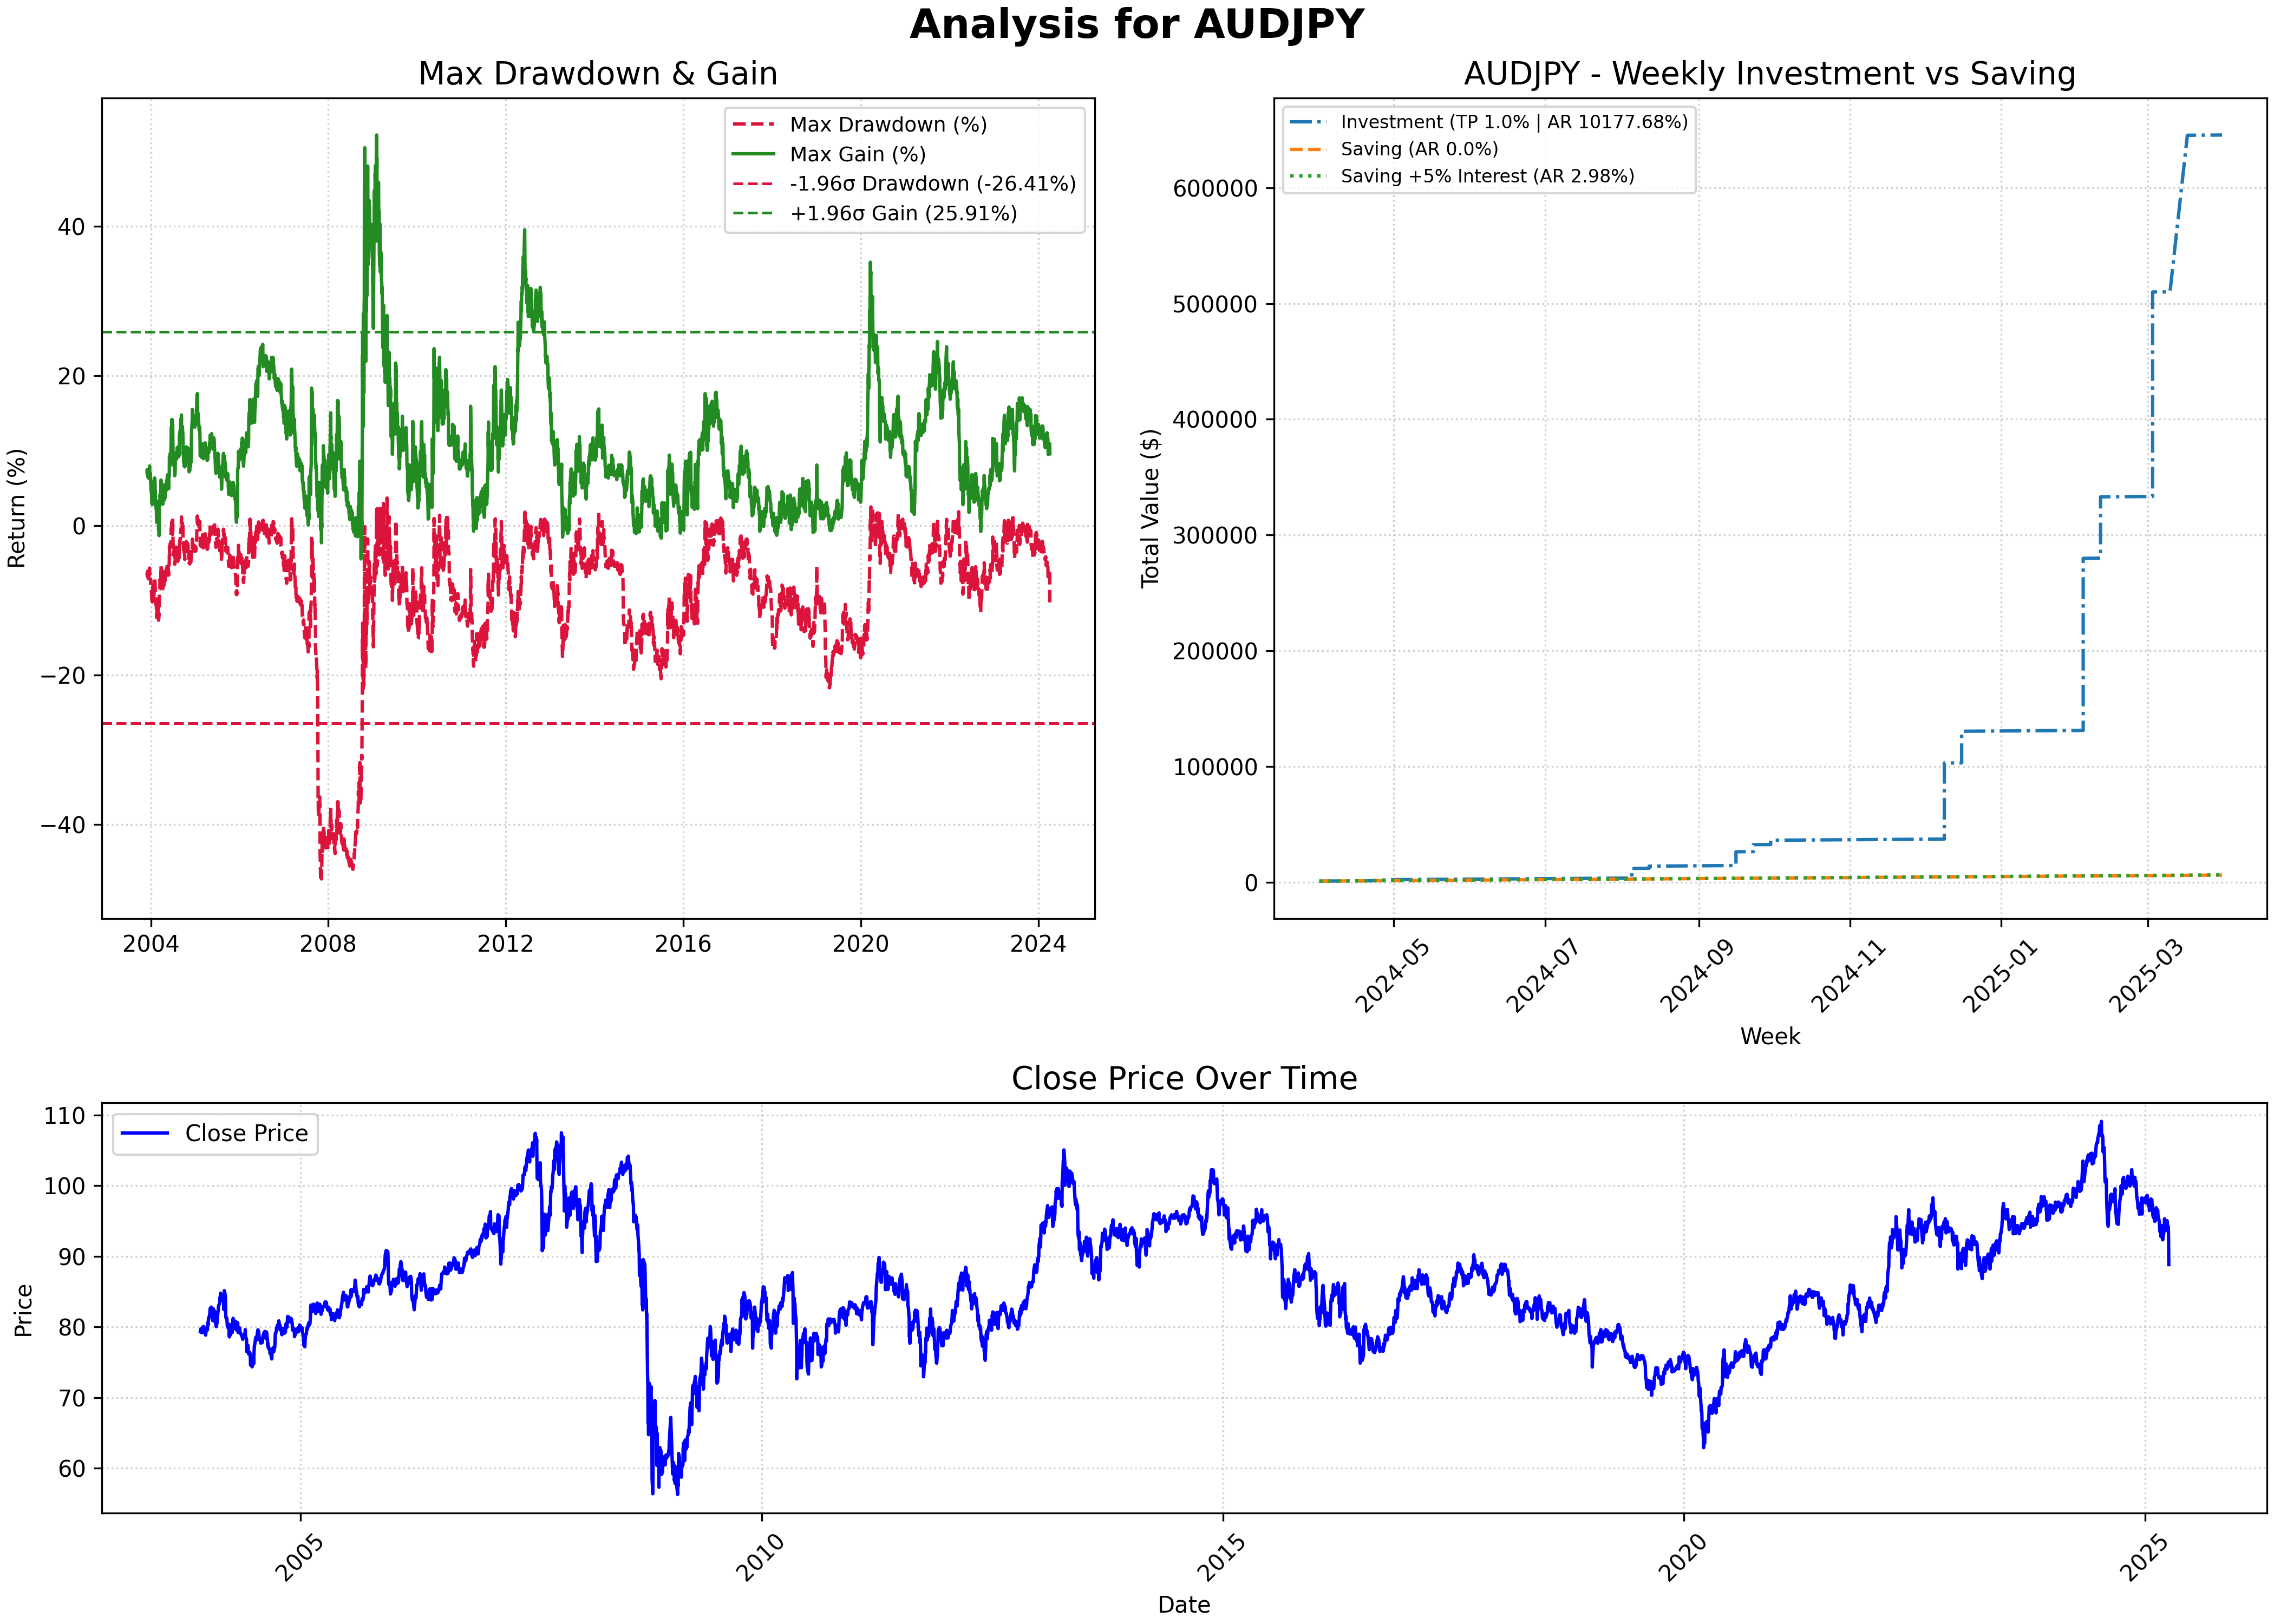 Analysis for AUDJPY
Max Drawdown & Gain
Max Drawdown (%)
Max Gain (%)
-1.96σ Drawdown (-26.41%)
+1.96σ Gain (25.91%)
Return (%)
40
20
0
−20
−40
2004
2008
2012
2016
2020
2024
AUDJPY - Weekly Investment vs Saving
Investment (TP 1.0% | AR 10177.68%)
Saving (AR 0.0%)
Saving +5% Interest (AR 2.98%)
Total Value ($)
600000
500000
400000
300000
200000
100000
0
2024-05
2024-07
2024-09
2024-11
2025-01
2025-03
Week
Close Price Over Time
Close Price
Price
110
100
90
80
70
60
2005
2010
2015
2020
2025
Date